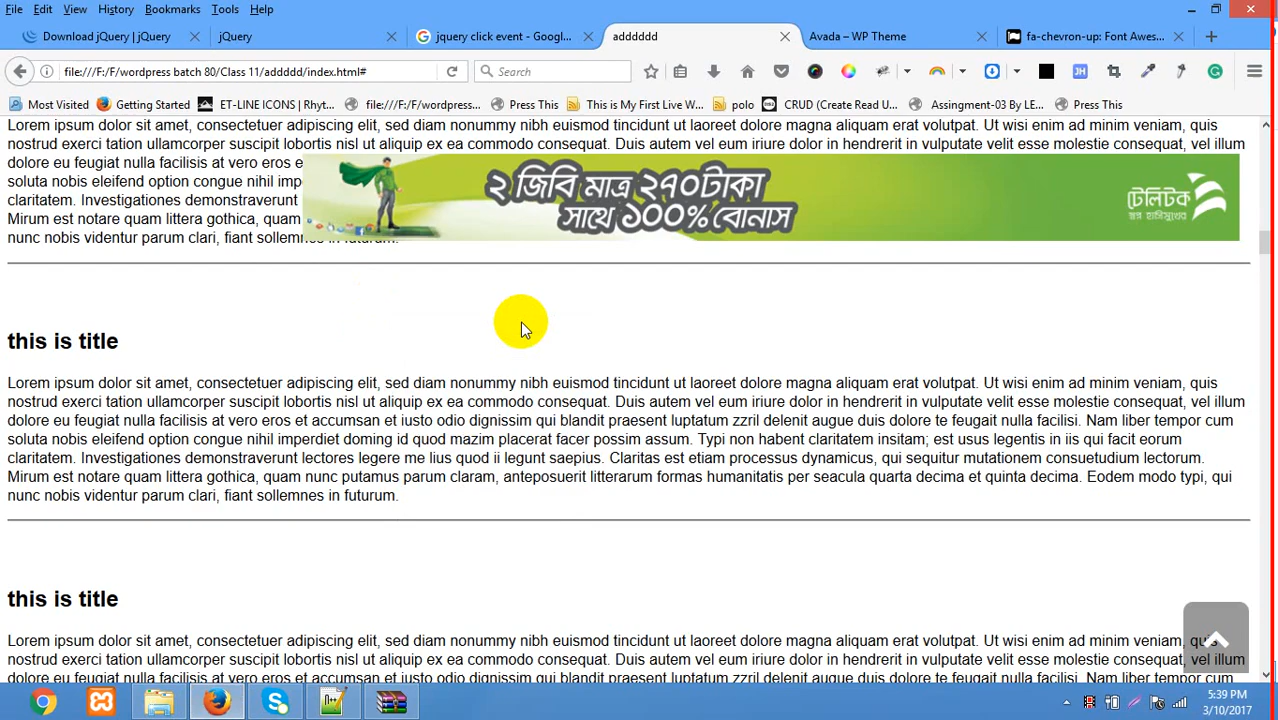 File Edit View History Bookmarks Tools Help
Download jQuery | jQuery
jQuery
jquery click event - Googl...
adddddd
Avada – WP Theme
fa-chevron-up: Font Awes...
file:///F:/F/wordpress batch 80/Class 11/addddd/index.html#
Search
Most Visited
Getting Started
ET-LINE ICONS | Rhyt...
file:///F:/F/wordpress...
Press This
This is My First Live W...
polo
CRUD (Create Read U...
Assingment-03 By LE...
Press This
Lorem ipsum dolor sit amet, consectetuer adipiscing elit, sed diam nonummy nibh euismod tincidunt ut laoreet dolore magna aliquam erat volutpat. Ut wisi enim ad minim veniam, quis
nostrud exerci tation ullamcorper suscipit lobortis nisl ut aliquip ex ea commodo consequat. Duis autem vel eum iriure dolor in hendrerit in vulputate velit esse molestie consequat, vel illum
dolore eu feugiat nulla facilisis at vero eros e
soluta nobis eleifend option congue nihil imp
claritatem. Investigationes demonstraverunt
Mirum est notare quam littera gothica, quam
nunc nobis videntur parum clari, fiant sollemnes in futurum.
২ জিবি মাত্র ২৭০টাকা
সাথে ১০০% বোনাস
টেলিটক
JH
this is title
Lorem ipsum dolor sit amet, consectetuer adipiscing elit, sed diam nonummy nibh euismod tincidunt ut laoreet dolore magna aliquam erat volutpat. Ut wisi enim ad minim veniam, quis
nostrud exerci tation ullamcorper suscipit lobortis nisl ut aliquip ex ea commodo consequat. Duis autem vel eum iriure dolor in hendrerit in vulputate velit esse molestie consequat, vel illum
dolore eu feugiat nulla facilisis at vero eros et accumsan et iusto odio dignissim qui blandit praesent luptatum zzril delenit augue duis dolore te feugait nulla facilisi. Nam liber tempor cum
soluta nobis eleifend option congue nihil imperdiet doming id quod mazim placerat facer possim assum. Typi non habent claritatem insitam; est usus legentis in iis qui facit eorum
claritatem. Investigationes demonstraverunt lectores legere me lius quod ii legunt saepius. Claritas est etiam processus dynamicus, qui sequitur mutationem consuetudium lectorum.
Mirum est notare quam littera gothica, quam nunc putamus parum claram, anteposuerit litterarum formas humanitatis per seacula quarta decima et quinta decima. Eodem modo typi, qui
nunc nobis videntur parum clari, fiant sollemnes in futurum.
this is title
Lorem ipsum dolor sit amet, consectetuer adipiscing elit, sed diam nonummy nibh euismod tincidunt ut laoreet dolore magna aliquam erat volutpat. Ut wisi enim ad minim veniam, quis
nostrud exerci tation ullamcorper suscipit lobortis nisl ut aliquip ex ea commodo consequat. Duis autem vel eum iriure dolor in hendrerit in vulputate velit esse molestie consequat, vel illum
5:39 PM
3/10/2017